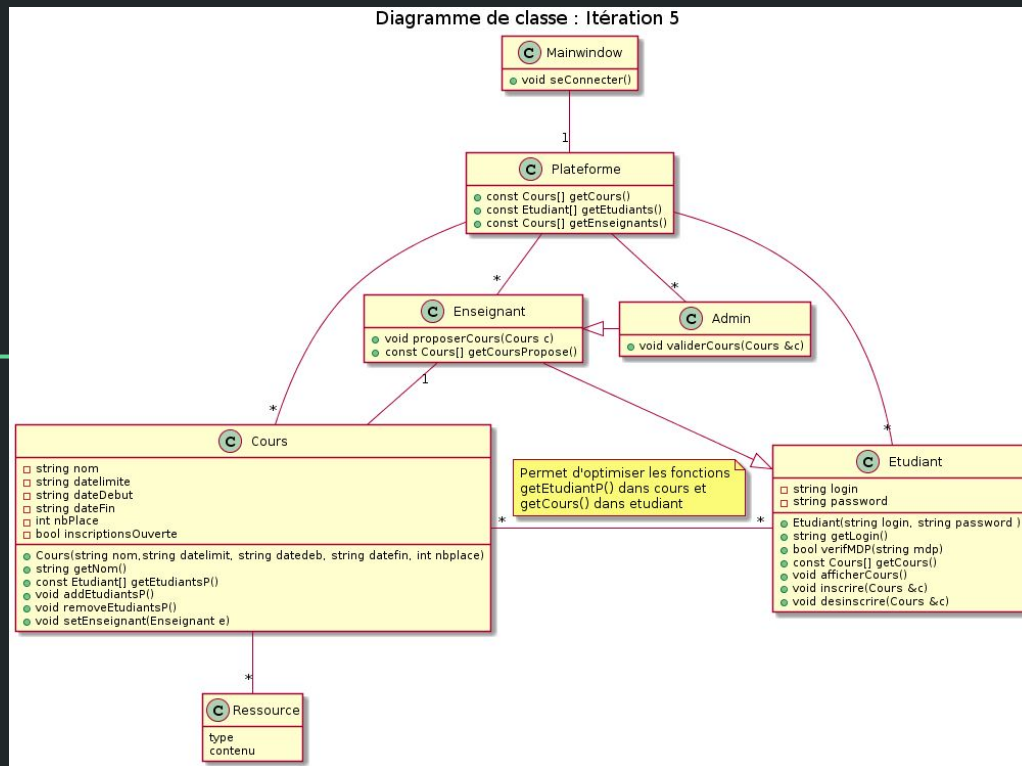 Diagramme de classe : Itération 5
C Mainwindow
void seConnecter()
1
C Plateforme
const Cours[] getCours()
const Etudiant[] getEtudiants()
const Cours[] getEnseignants()
*
*
C Enseignant
void proposerCours(Cours c)
const Cours[] getCoursPropose()
C Admin
void validerCours(Cours &c)
1
*
*
C Cours
string nom
string datelimite
string dateDebut
string dateFin
int nbPlace
bool inscriptionsOuverte
Cours(string nom,string datelimit, string datedeb, string datefin, int nbplace)
string getNom()
const Etudiant[] getEtudiantsP()
void addEtudiantsP()
void removeEtudiantsP()
void setEnseignant(Enseignant e)
Permet d'optimiser les fonctions
getEtudiantP() dans cours et
getCours() dans etudiant
*
*
C Etudiant
string login
string password
Etudiant(string login, string password )
string getLogin()
bool verifMDP(string mdp)
const Cours[] getCours()
void afficherCours()
void inscrire(Cours &c)
void desinscrire(Cours &c)
*
C Ressource
type
contenu